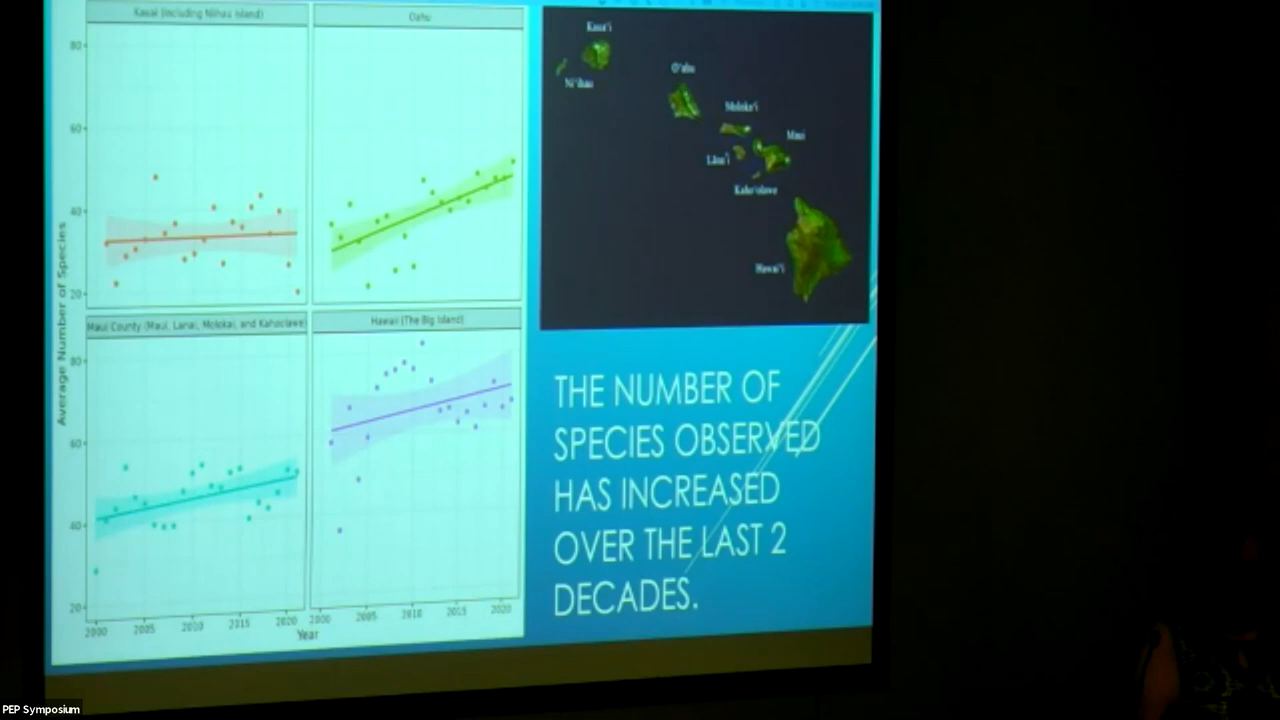 Kauai (Including Niihau Island)
Oahu
80
60
40
20
Maui County (Maui, Lanai, Molokai, and Kahoolawe)
Hawaii (The Big Island)
80
60
40
20
Average Number of Species
2000 2005 2010 2015 2020
2000 2005 2010 2015 2020
Year
Kaua'i
Ni'ihau
O'ahu
Moloka'i
Maui
Lāna'i
Kaho'olawe
Hawai'i
THE NUMBER OF
SPECIES OBSERVED
HAS INCREASED
OVER THE LAST 2
DECADES.
PEP Symposium